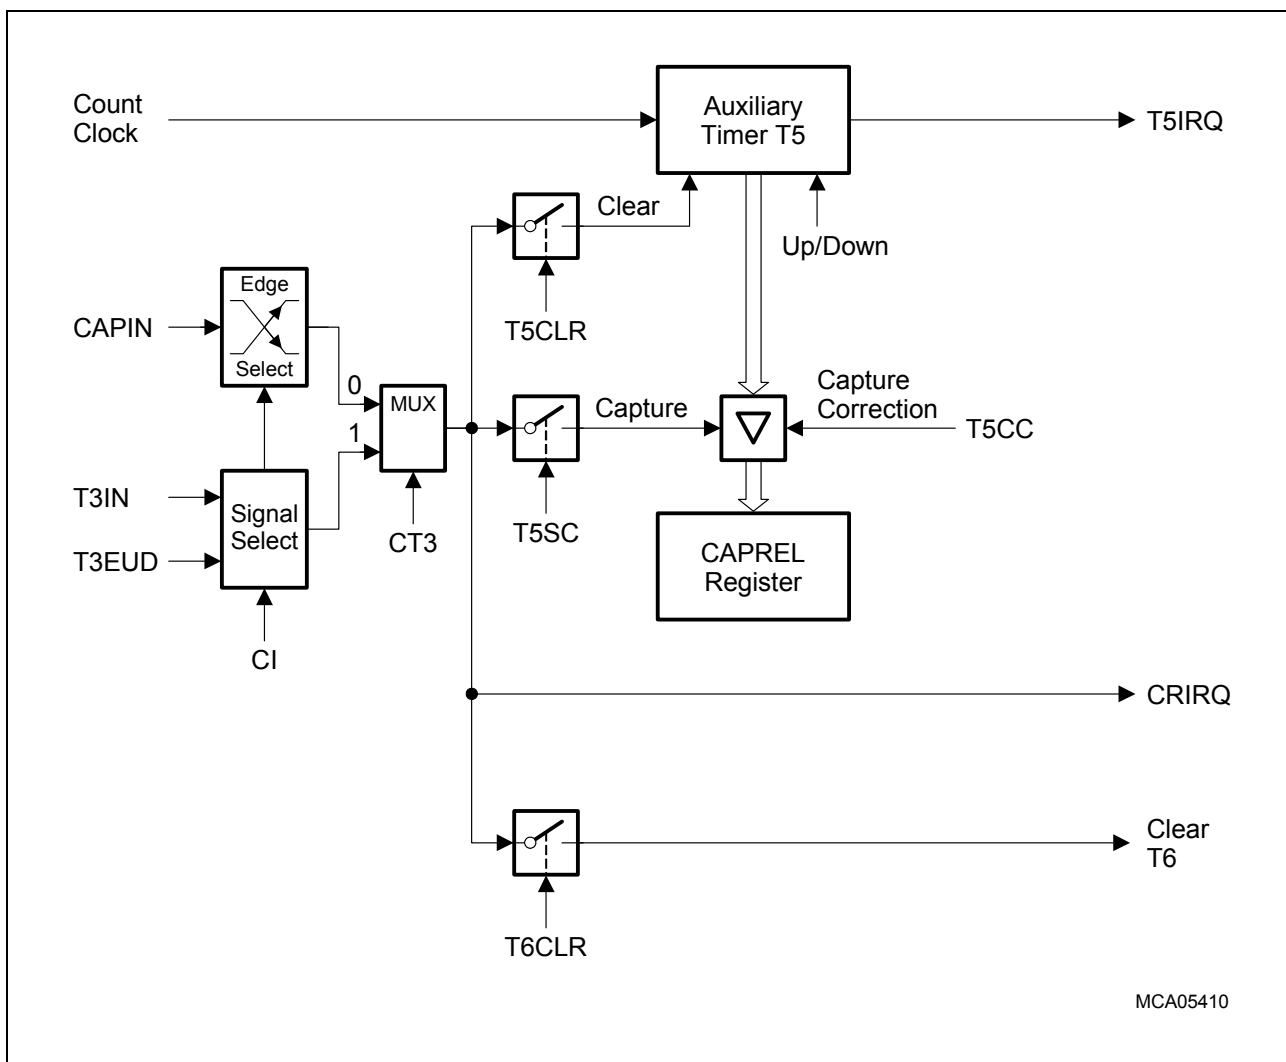 Count
Clock
Auxiliary
Timer T5
T5IRQ
Clear
Up/Down
T5CLR
Edge
Select
CAPIN
0
1
MUX
Capture
Capture
Correction
T5CC
T3IN
T3EUD
Signal
Select
CT3
T5SC
CAPREL
Register
CI
CRIRQ
Clear
T6
T6CLR
MCA05410